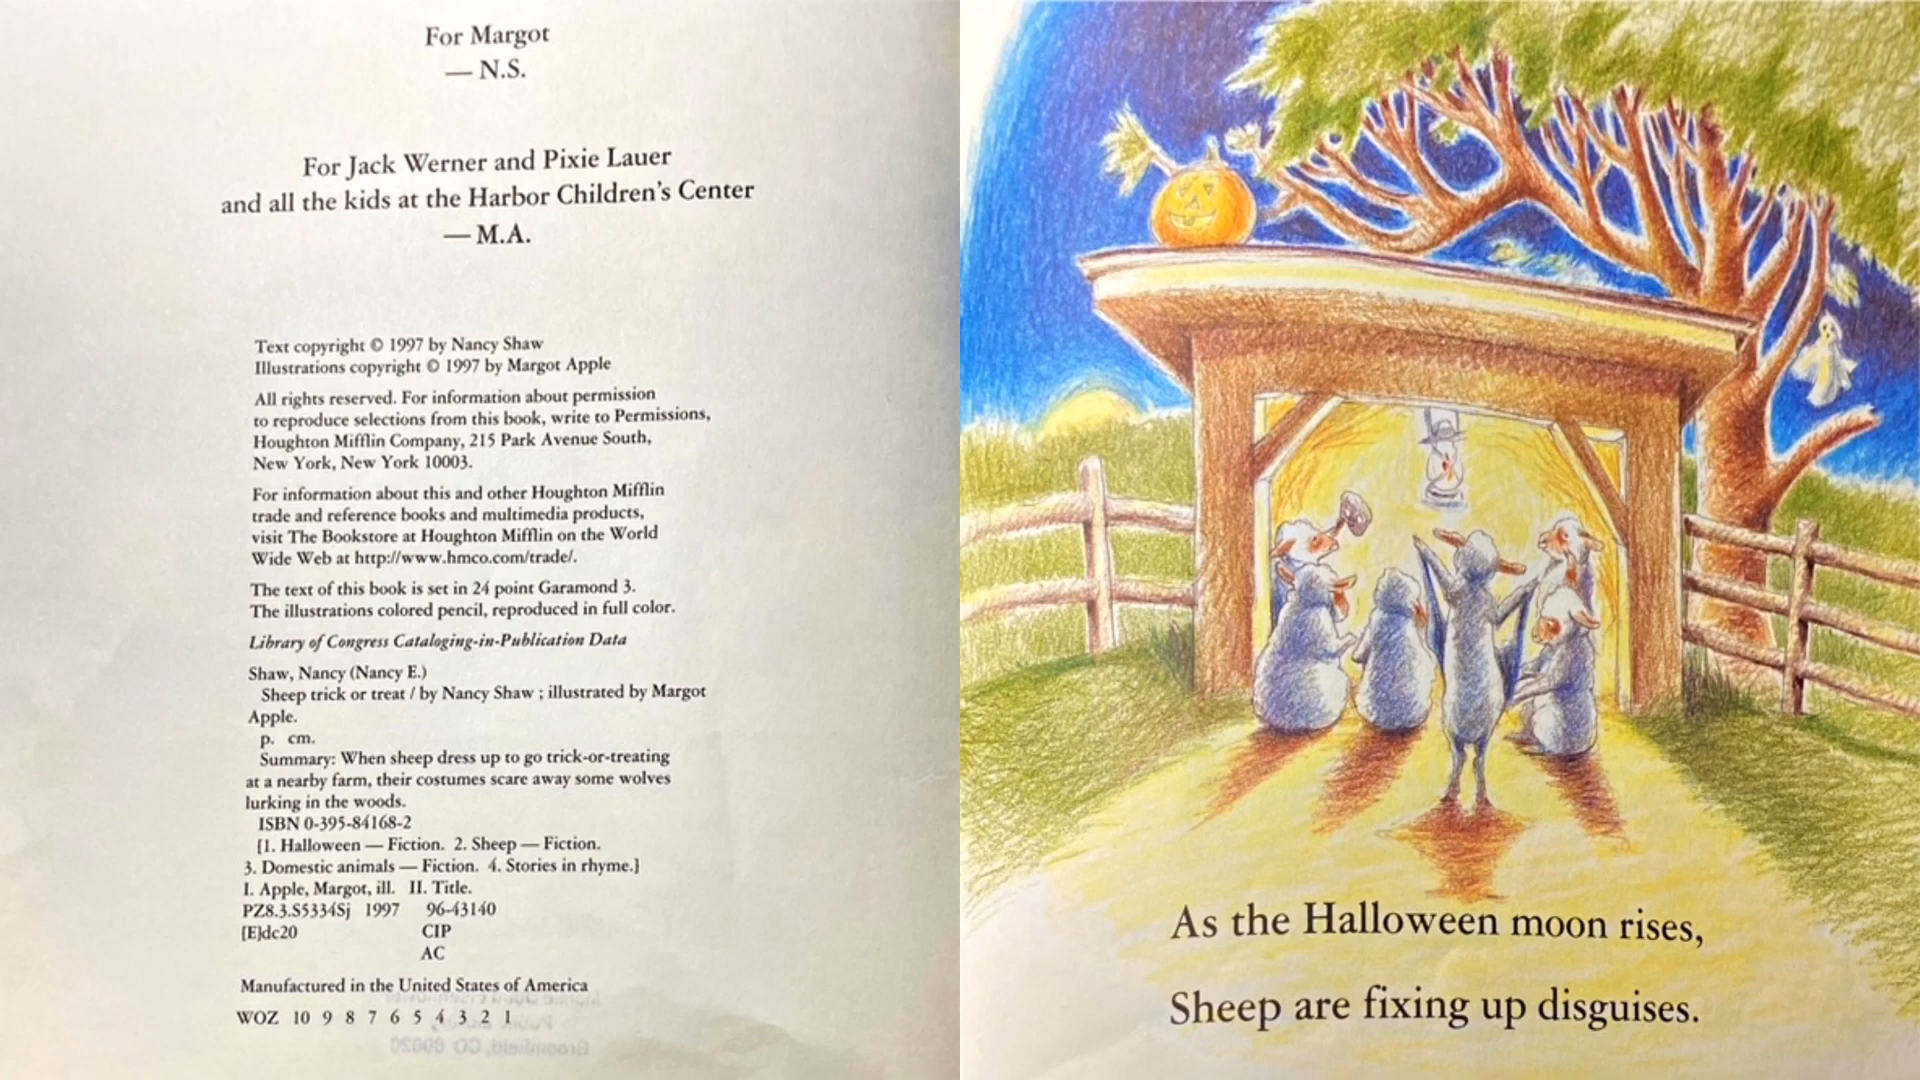 For Margot
— N.S.
For Jack Werner and Pixie Lauer
and all the kids at the Harbor Children's Center
— M.A.
Text copyright © 1997 by Nancy Shaw
Illustrations copyright © 1997 by Margot Apple
All rights reserved. For information about permission
to reproduce selections from this book, write to Permissions,
Houghton Mifflin Company, 215 Park Avenue South,
New York, New York 10003.
For information about this and other Houghton Mifflin
trade and reference books and multimedia products,
visit The Bookstore at Houghton Mifflin on the World
Wide Web at http://www.hmco.com/trade/.
The text of this book is set in 24 point Garamond 3.
The illustrations colored pencil, reproduced in full color.
Library of Congress Cataloging-in-Publication Data
Shaw, Nancy (Nancy E.)
Sheep trick or treat / by Nancy Shaw ; illustrated by Margot
Apple.
p. cm.
Summary: When sheep dress up to go trick-or-treating
at a nearby farm, their costumes scare away some wolves
lurking in the woods.
ISBN 0-395-84168-2
[1. Halloween — Fiction. 2. Sheep — Fiction.
3. Domestic animals — Fiction. 4. Stories in rhyme.]
I. Apple, Margot, ill. II. Title.
PZ8.3.S5334Sj 1997 96-43140
[E]dc20 CIP
AC
Manufactured in the United States of America
WOZ 10 9 8 7 6 5 4 3 2 1
As the Halloween moon rises,
Sheep are fixing up disguises.